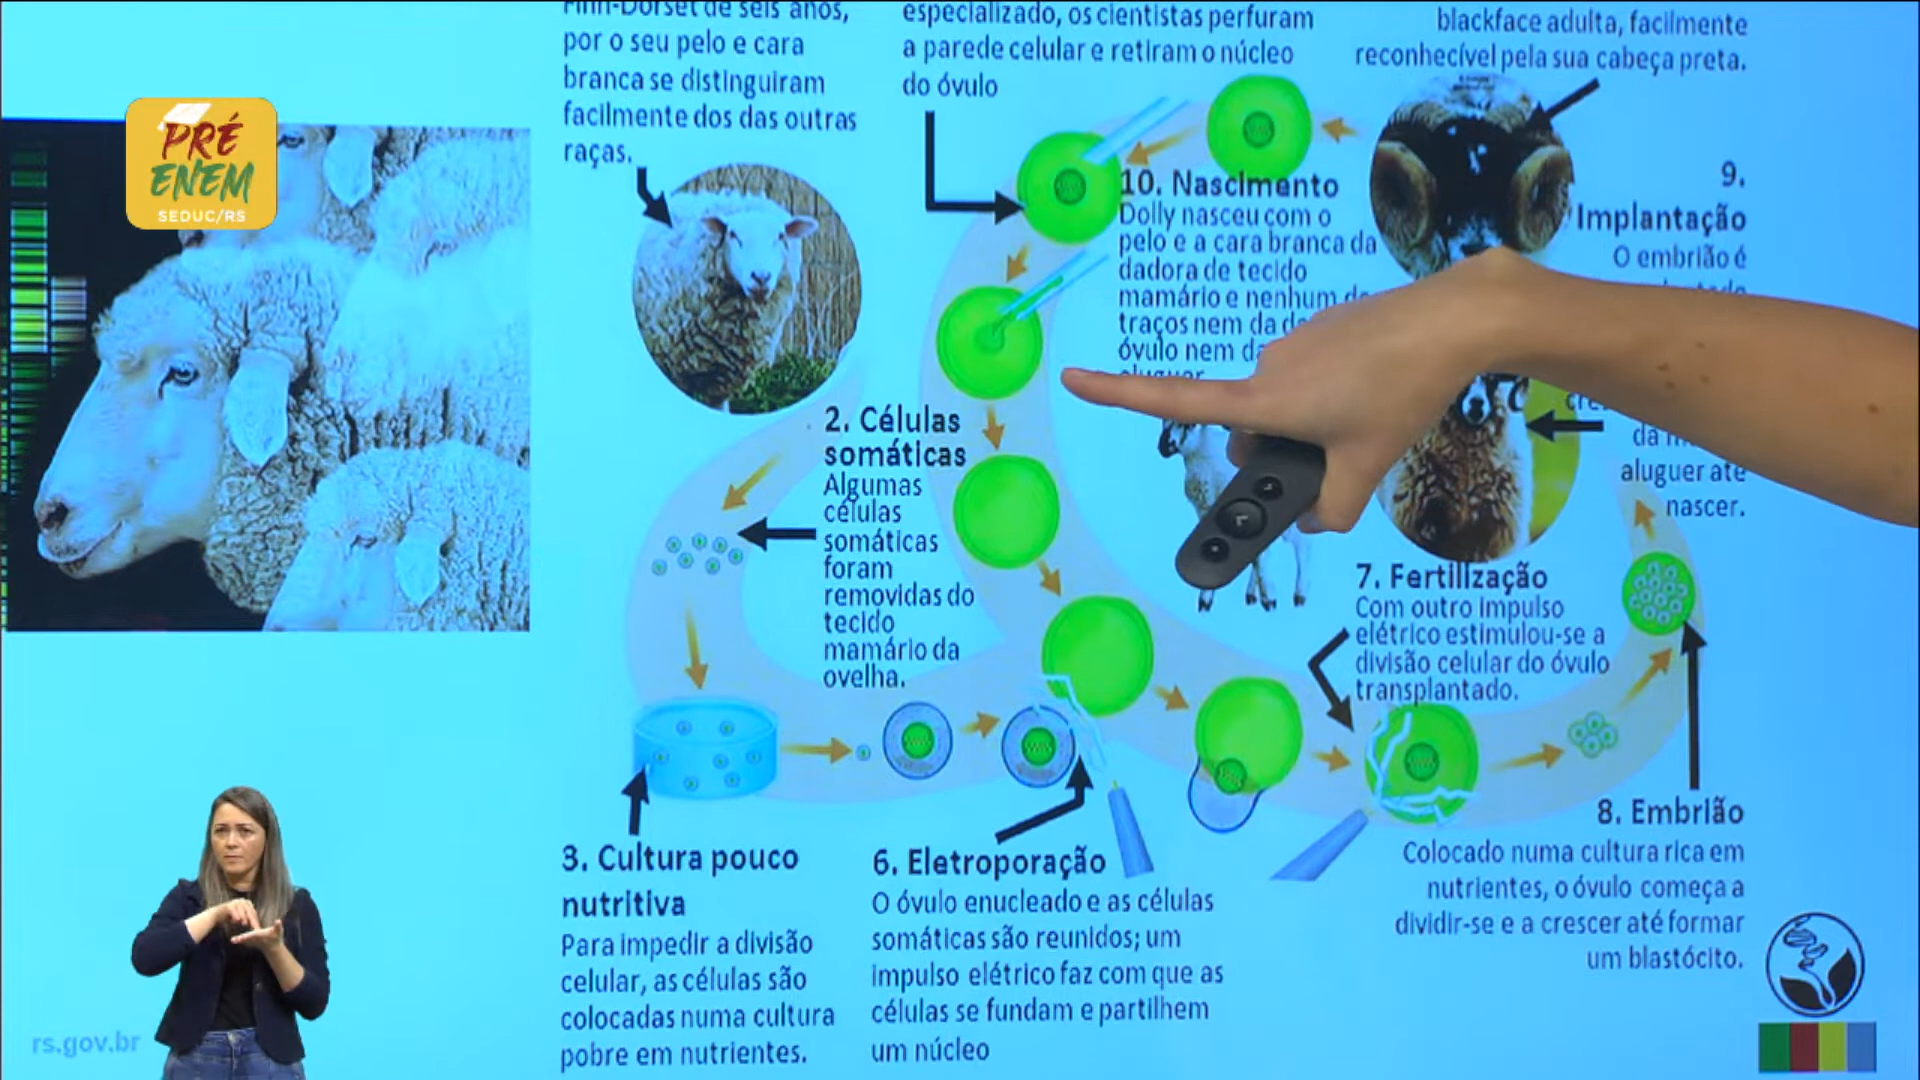 PRÉ
ENEM
SEDUC/RS
Finn-Dorset de seis anos,
por o seu pelo e cara
branca se distinguiram
facilmente dos das outras
raças.
especializado, os cientistas perfuram
a parede celular e retiram o núcleo
do óvulo
blackface adulta, facilmente
reconhecível pela sua cabeça preta.
10. Nascimento
Dolly nasceu com o
pelo e a cara branca da
dadora de tecido
mamário e nenhum
traços nem da
óvulo nem
aluguer
9.
Implantação
O embrião é
aluguer até
nascer.
2. Células
somáticas
Algumas
células
somáticas
foram
removidas do
tecido
mamário da
ovelha.
7. Fertilização
Com outro impulso
elétrico estimulou-se a
divisão celular do óvulo
transplantado.
3. Cultura pouco
nutritiva
Para impedir a divisão
celular, as células são
colocadas numa cultura
pobre em nutrientes.
6. Eletroporação
O óvulo enucleado e as células
somáticas são reunidos; um
impulso elétrico faz com que as
células se fundam e partilhem
um núcleo
8. Embrião
Colocado numa cultura rica em
nutrientes, o óvulo começa a
dividir-se e a crescer até formar
um blastócito.
rs.gov.br